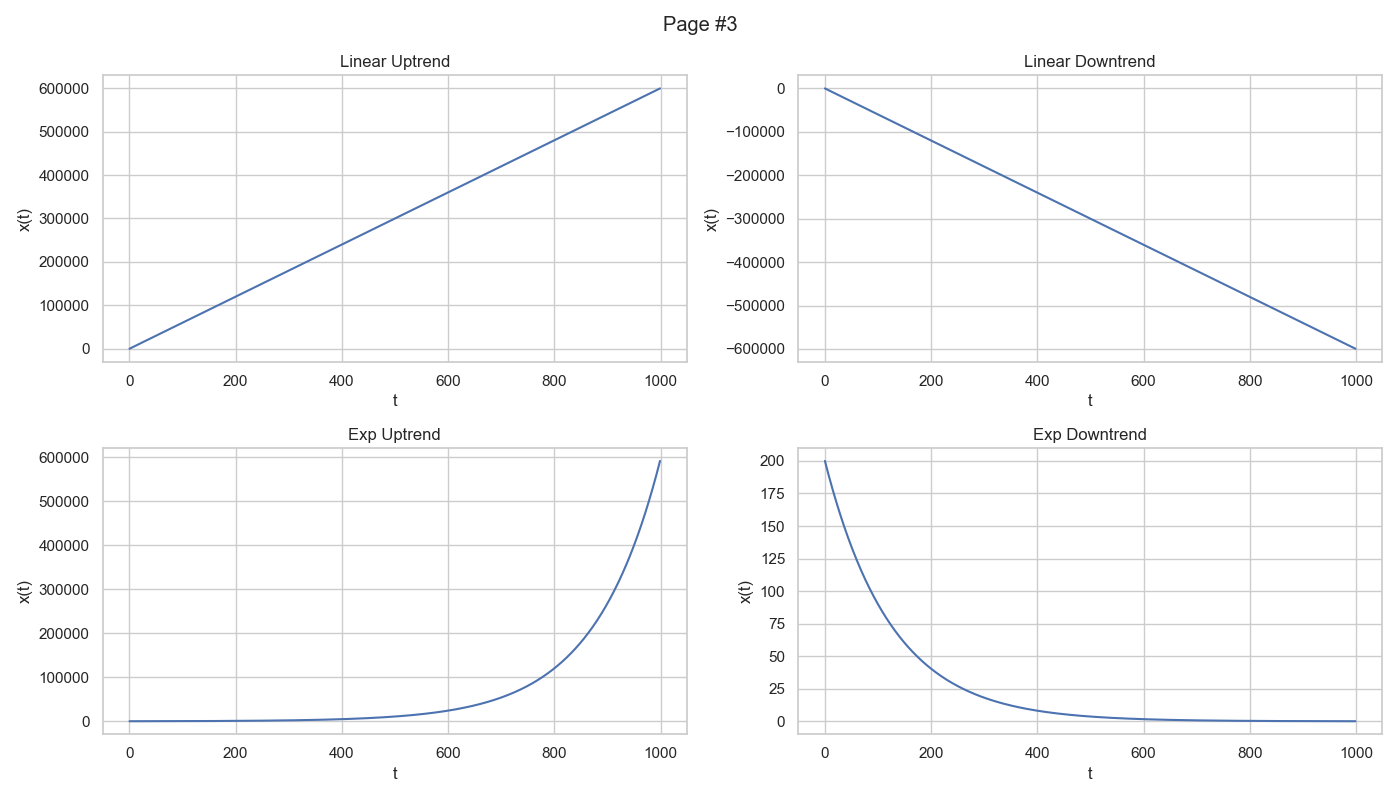 Page #3
Linear Uptrend
600000
500000
400000
300000
200000
100000
0
x(t)
0 200 400 600 800 1000
t
Linear Downtrend
0
−100000
−200000
−300000
−400000
−500000
−600000
x(t)
0 200 400 600 800 1000
t
Exp Uptrend
600000
500000
400000
300000
200000
100000
0
x(t)
0 200 400 600 800 1000
t
Exp Downtrend
200
175
150
125
100
75
50
25
0
x(t)
0 200 400 600 800 1000
t